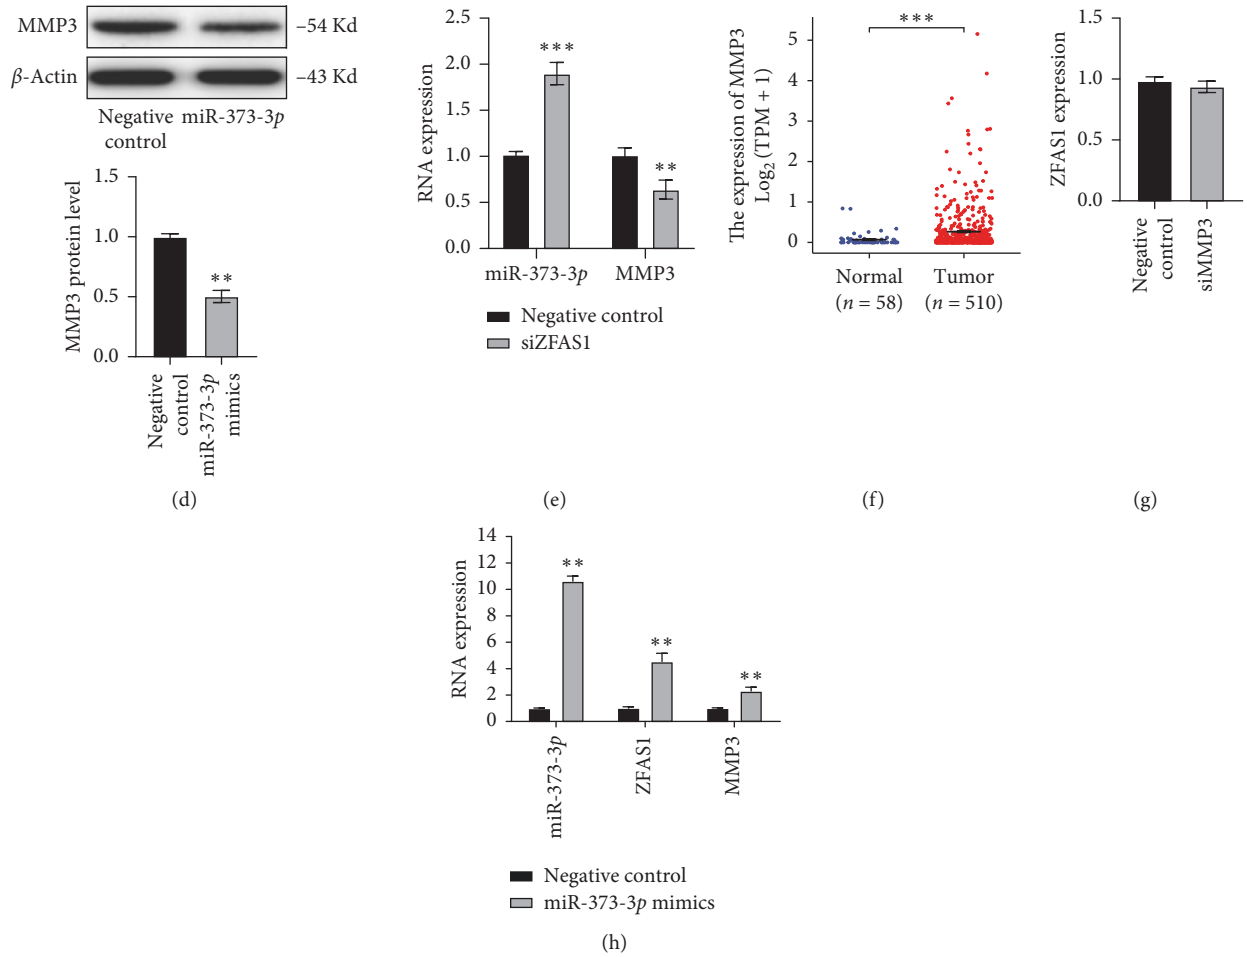 MMP3
–54 Kd
β-Actin
–43 Kd
Negative control
miR-373-3p
MMP3 protein level
1.5
1.0
0.5
0.0
**
Negative control
miR-373-3p mimics
(d)
RNA expression
2.5
2.0
1.5
1.0
0.5
0.0
***
**
miR-373-3p
MMP3
Negative control
siZFAS1
(e)
The expression of MMP3
Log2 (TPM + 1)
5
4
3
2
1
0
***
Normal
(n = 58)
Tumor
(n = 510)
(f)
ZFAS1 expression
1.5
1.0
0.5
0.0
Negative control
siMMP3
(g)
RNA expression
14
12
10
8
6
4
2
0
**
**
**
miR-373-3p
ZFAS1
MMP3
Negative control
miR-373-3p mimics
(h)